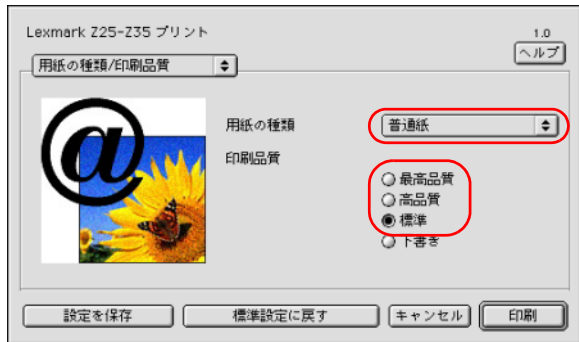 Lexmark Z25-Z35 プリント
1.0
ヘルプ
用紙の種類/印刷品質
用紙の種類
普通紙
印刷品質
最高品質
高品質
標準
下書き
設定を保存
標準設定に戻す
キャンセル
印刷
@